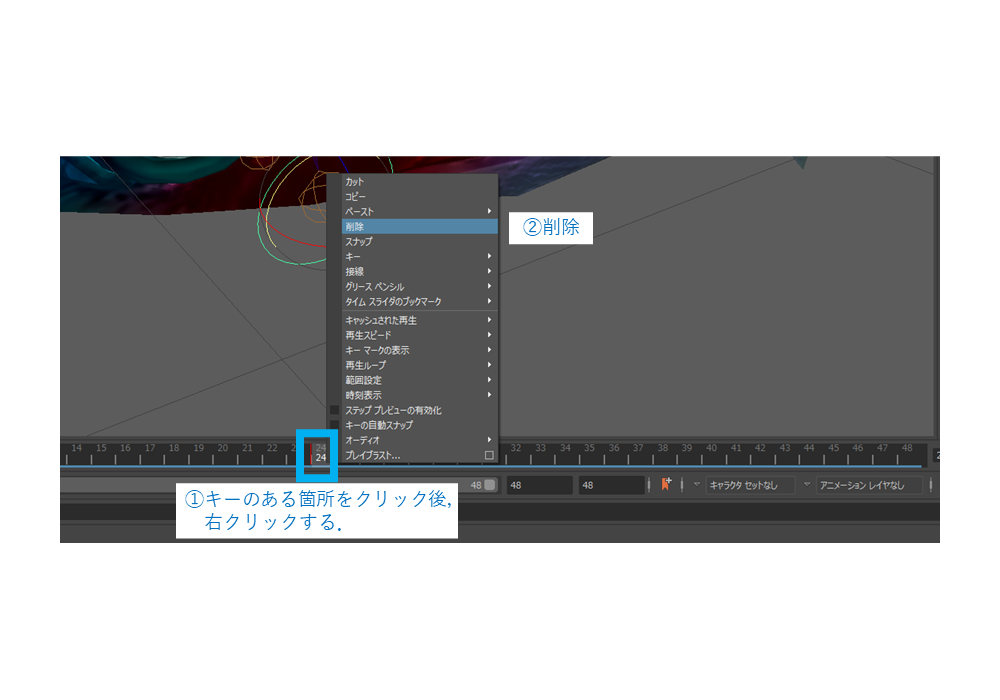 カット
コピー
ペースト
削除
②削除
スナップ
キー
接線
グリース ペンシル
タイム スライダのブックマーク
キャッシュされた再生
再生スピード
キー マークの表示
再生ループ
範囲設定
時刻表示
ステップ プレビューの有効化
キーの自動スナップ
オーディオ
プレイブラスト...
14 15 16 17 18 19 20 21 22 24 32 33 34 35 36 37 38 39 40 41 42 43 44 45 46 47 48
24
48 48 48 キャラクタ セットなし アニメーション レイヤなし
①キーのある箇所をクリック後,
右クリックする.